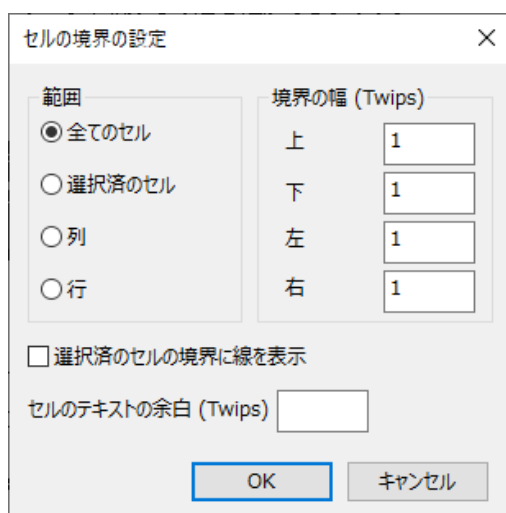 セルの境界の設定
範囲
全てのセル
選択済のセル
列
行
境界の幅 (Twips)
上 1
下 1
左 1
右 1
選択済のセルの境界に線を表示
セルのテキストの余白 (Twips)
OK キャンセル